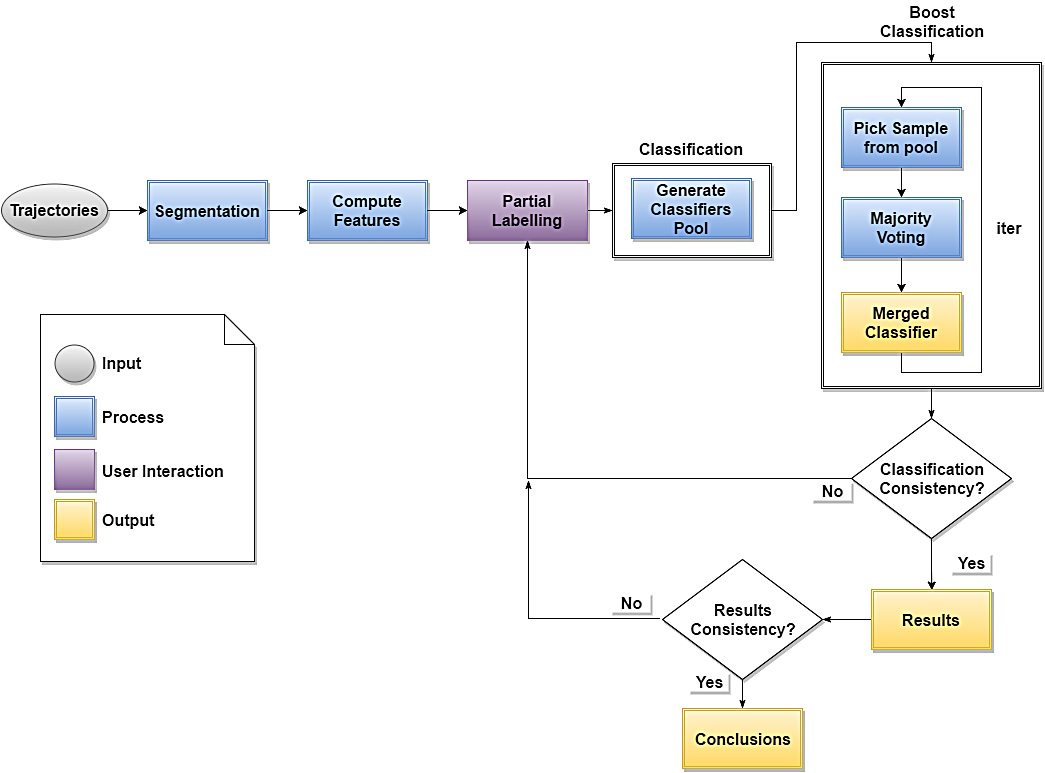 Boost
Classification
Pick Sample
from pool
Classification
Trajectories
Segmentation
Compute
Features
Partial
Labelling
Generate
Classifiers
Pool
Majority
Voting
iter
Merged
Classifier
Input
Process
User Interaction
Output
Classification
Consistency?
No
Yes
Results
Results
Consistency?
No
Yes
Conclusions